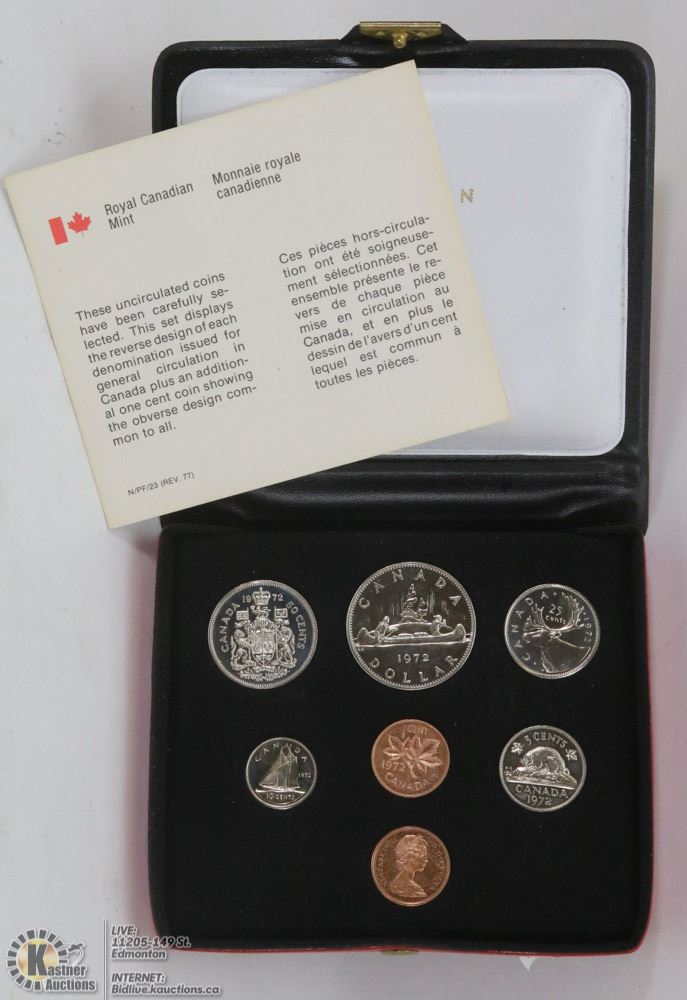 Royal Canadian
Mint
Monnaie royale
canadienne
These uncirculated coins
have been carefully se-
lected. This set displays
the reverse design of each
denomination issued for
general circulation in
Canada plus an addition-
al one cent coin showing
the obverse design com-
mon to all.
Ces pièces hors-circula-
tion ont été soigneuse-
ment sélectionnées. Cet
ensemble présente le re-
vers de chaque pièce
mise en circulation au
Canada, et en plus le
dessin de l'avers d'un cent
lequel est commun à
toutes les pièces.
N/PF/23 (REV. 77)
N
1972
CANADA 50 CENTS
CANADA
1972
DOLLAR
CANADA
25
cents
1972
CANADA
1972
10 CENTS
1 CENT
1972
CANADA
5 CENTS
CANADA
1972
K
Kastner
Auctions
LIVE:
11205-149 St.
Edmonton
INTERNET:
Bidlive.kauctions.ca